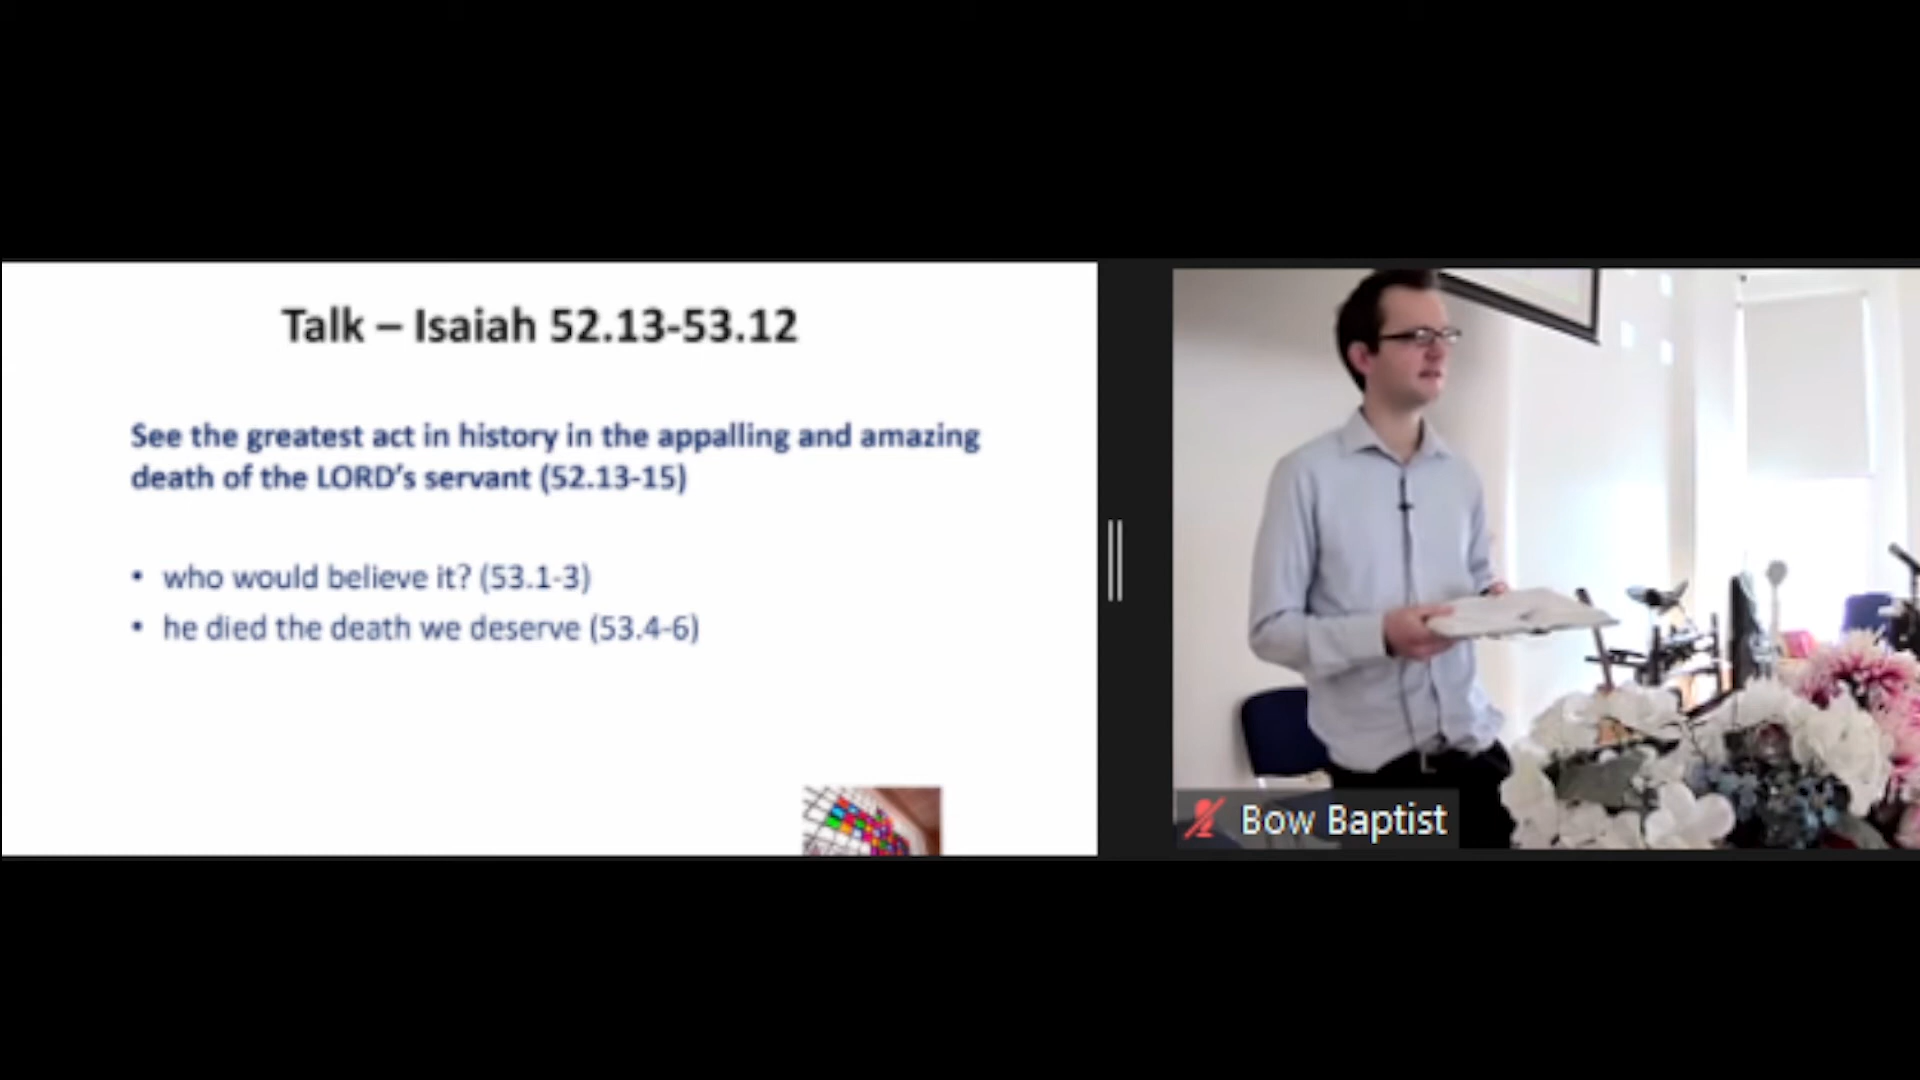 Talk – Isaiah 52.13-53.12
See the greatest act in history in the appalling and amazing
death of the LORD's servant (52.13-15)
• who would believe it? (53.1-3)
• he died the death we deserve (53.4-6)
Bow Baptist